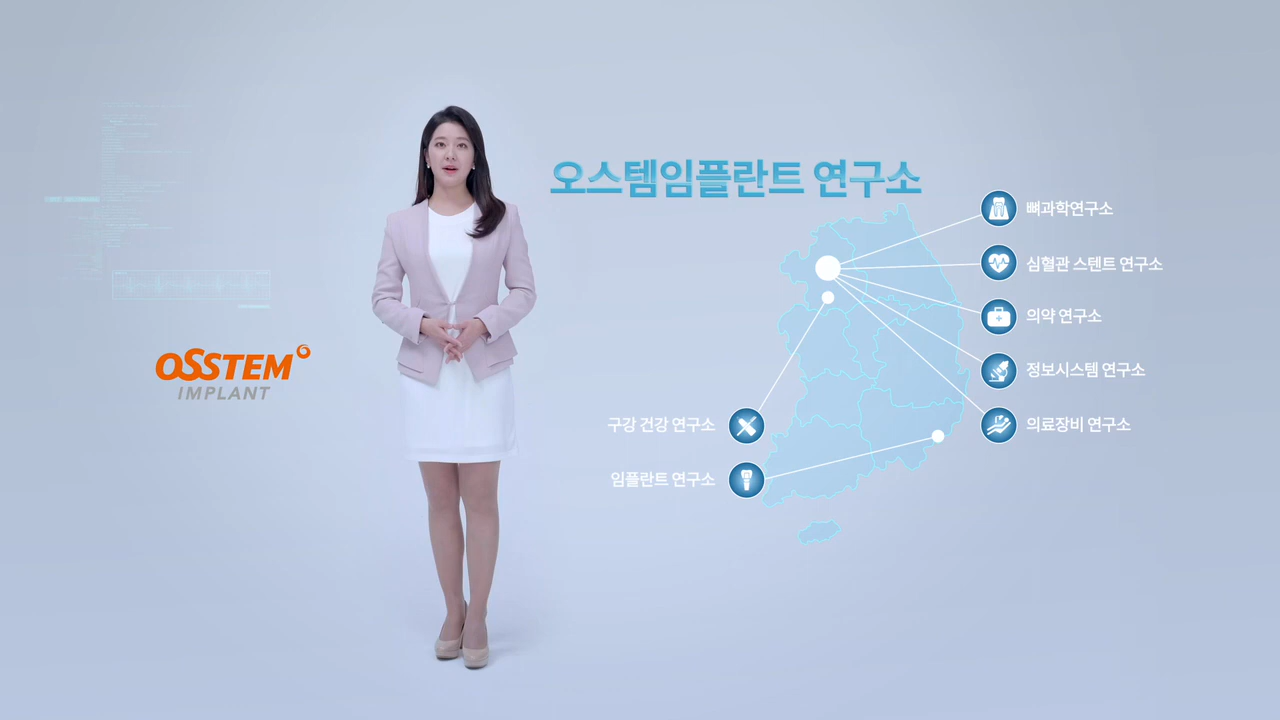 오스템임플란트 연구소
뼈과학연구소
심혈관 스텐트 연구소
의약 연구소
정보시스템 연구소
의료장비 연구소
구강 건강 연구소
임플란트 연구소
OSSTEM
IMPLANT